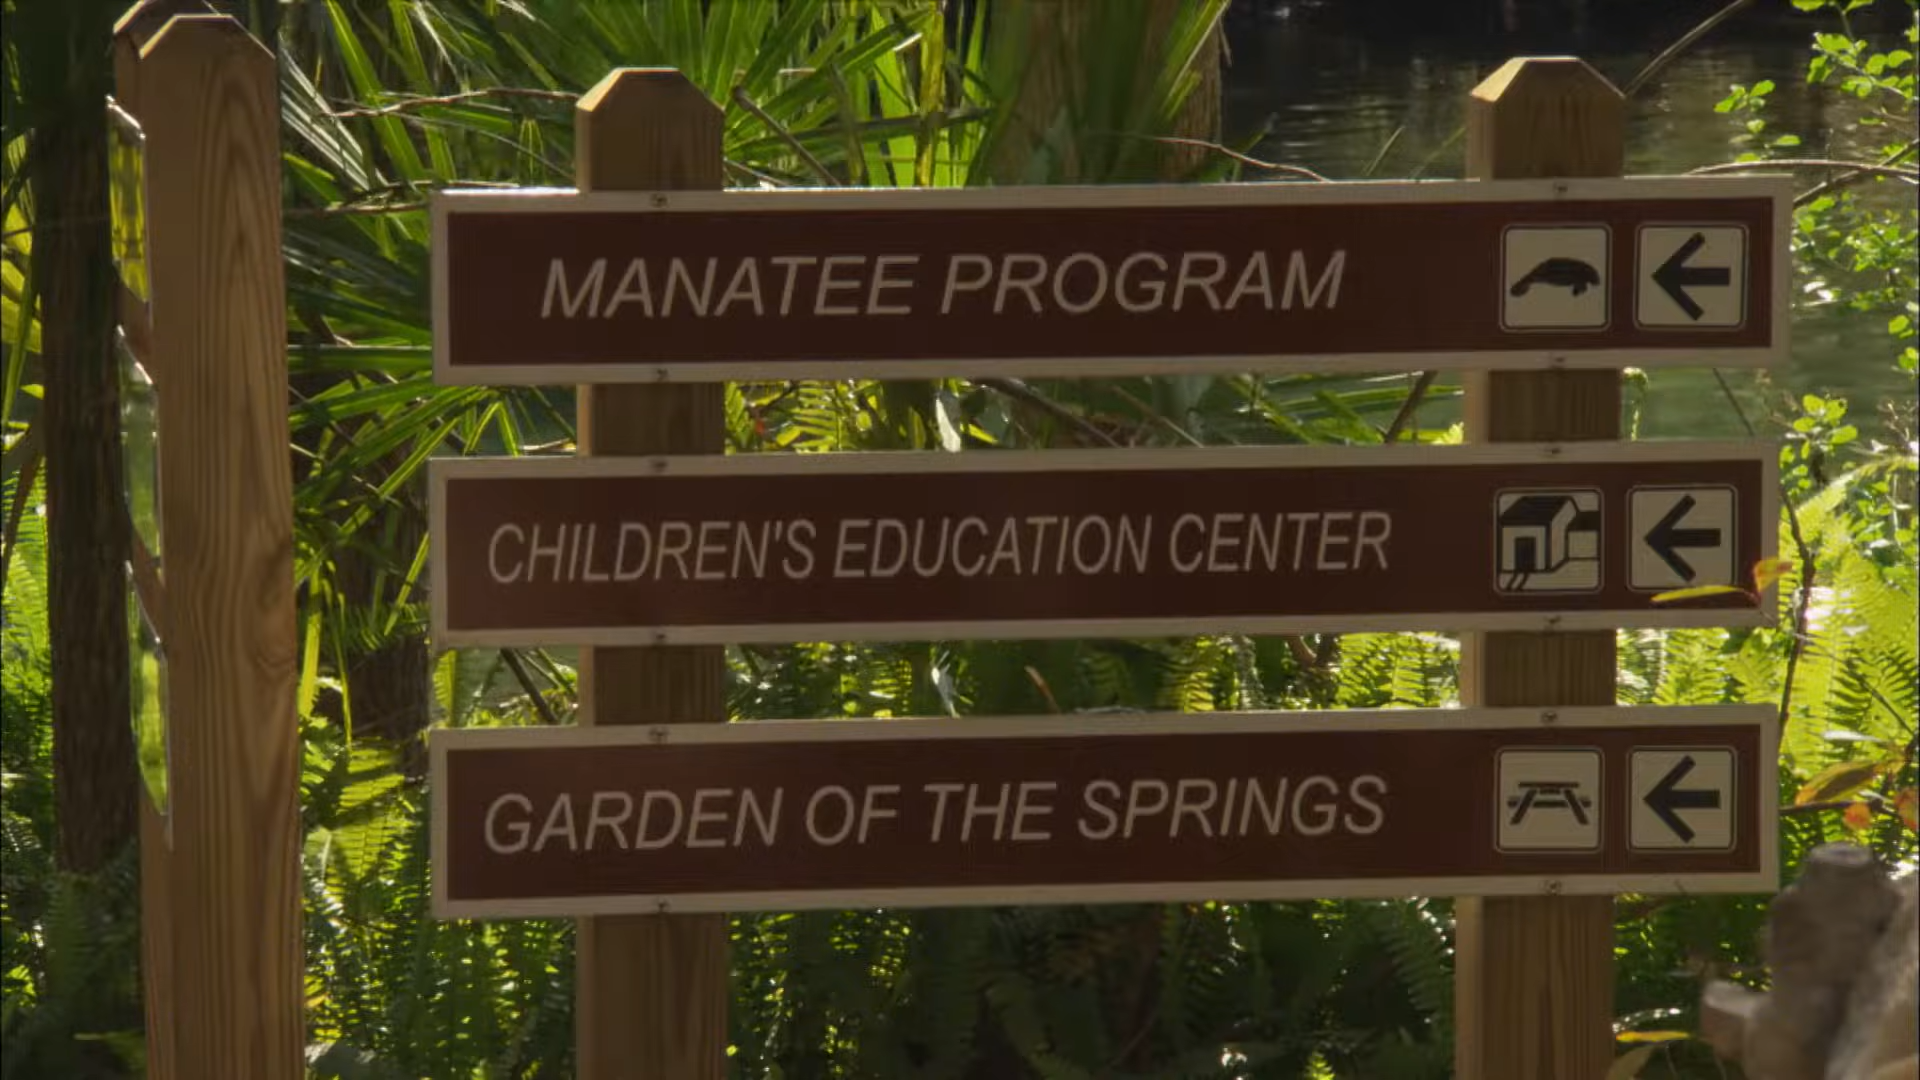 MANATEE PROGRAM
CHILDREN'S EDUCATION CENTER
GARDEN OF THE SPRINGS